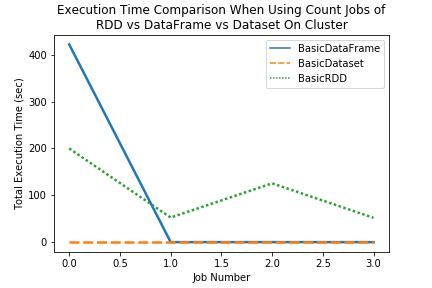 Execution Time Comparison When Using Count Jobs of
RDD vs DataFrame vs Dataset On Cluster
BasicDataFrame
BasicDataset
BasicRDD
Total Execution Time (sec)
400
300
200
100
0
0.0 0.5 1.0 1.5 2.0 2.5 3.0
Job Number